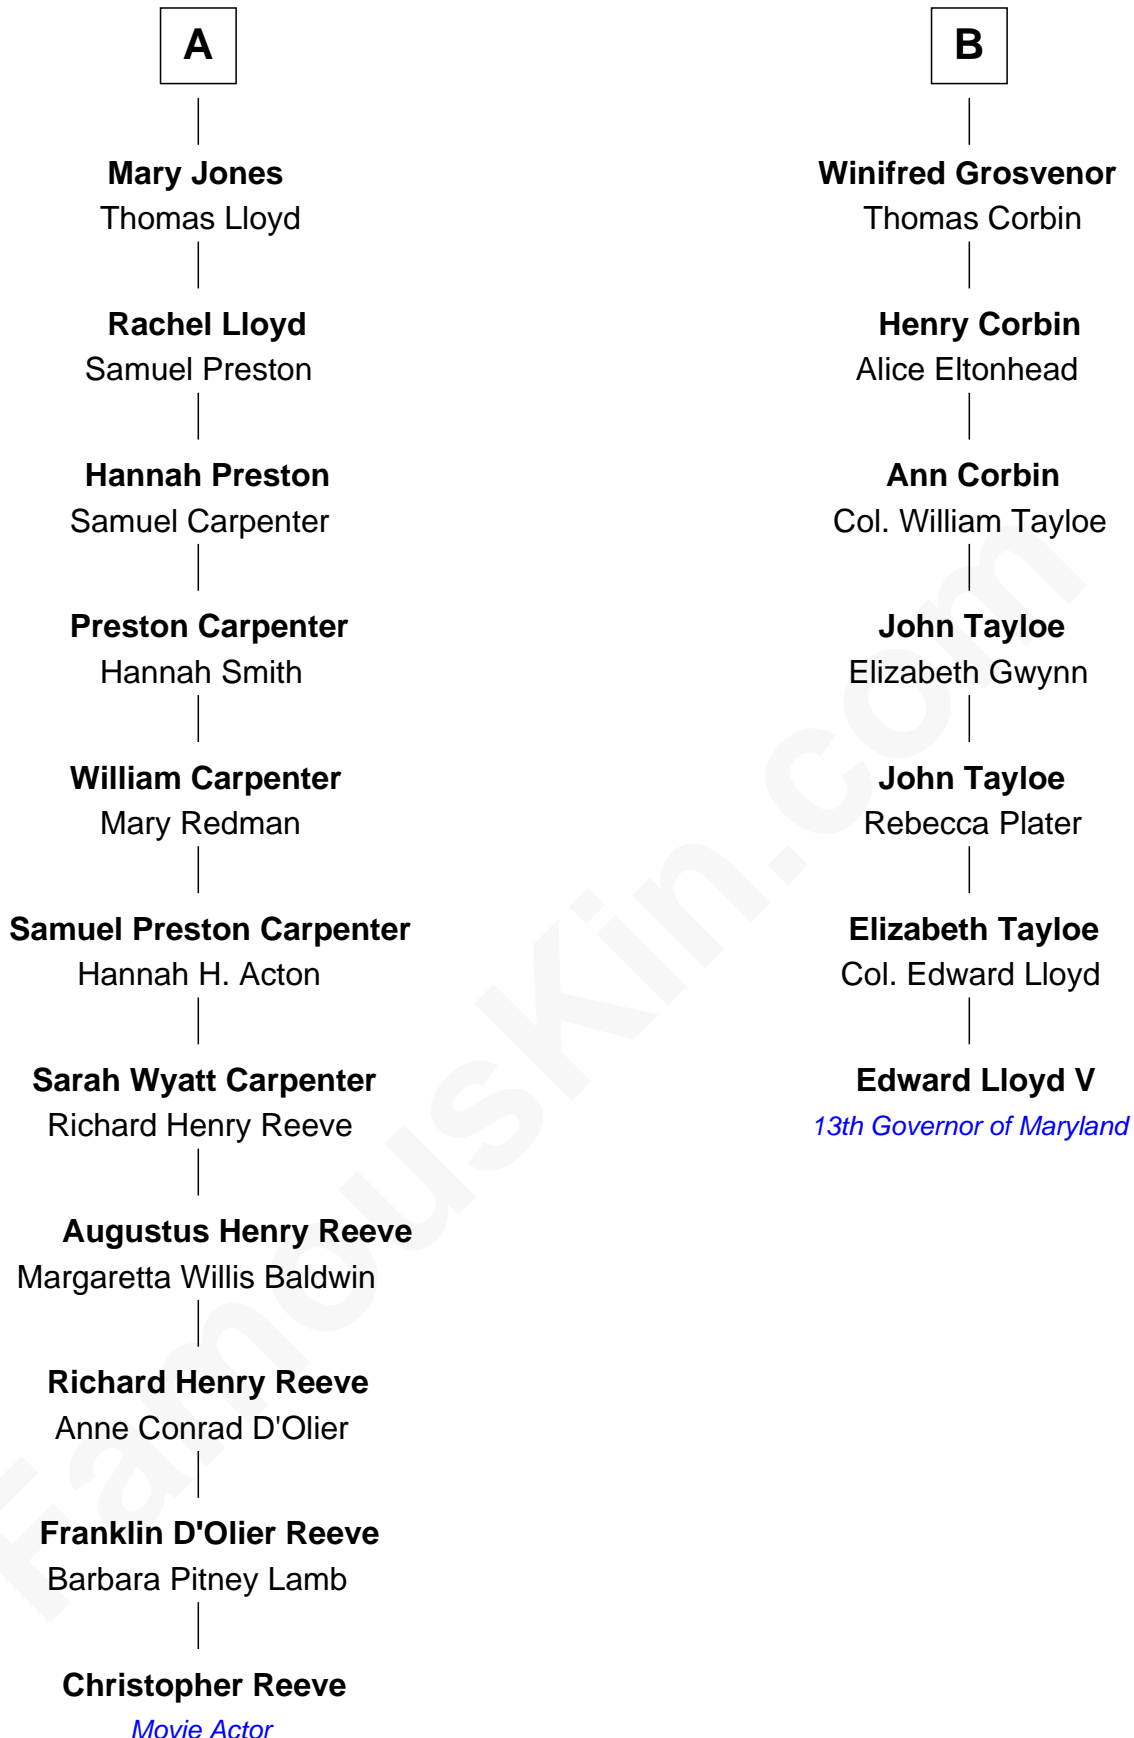 A
B
Mary Jones
Thomas Lloyd
Winifred Grosvenor
Thomas Corbin
Rachel Lloyd
Samuel Preston
Henry Corbin
Alice Eltonhead
Hannah Preston
Samuel Carpenter
Ann Corbin
Col. William Tayloe
Preston Carpenter
Hannah Smith
John Tayloe
Elizabeth Gwynn
William Carpenter
Mary Redman
John Tayloe
Rebecca Plater
Samuel Preston Carpenter
Hannah H. Acton
Elizabeth Tayloe
Col. Edward Lloyd
Sarah Wyatt Carpenter
Richard Henry Reeve
Edward Lloyd V
13th Governor of Maryland
Augustus Henry Reeve
Margaretta Willis Baldwin
Richard Henry Reeve
Anne Conrad D'Olier
Franklin D'Olier Reeve
Barbara Pitney Lamb
Christopher Reeve
Movie Actor
FamousKin.com